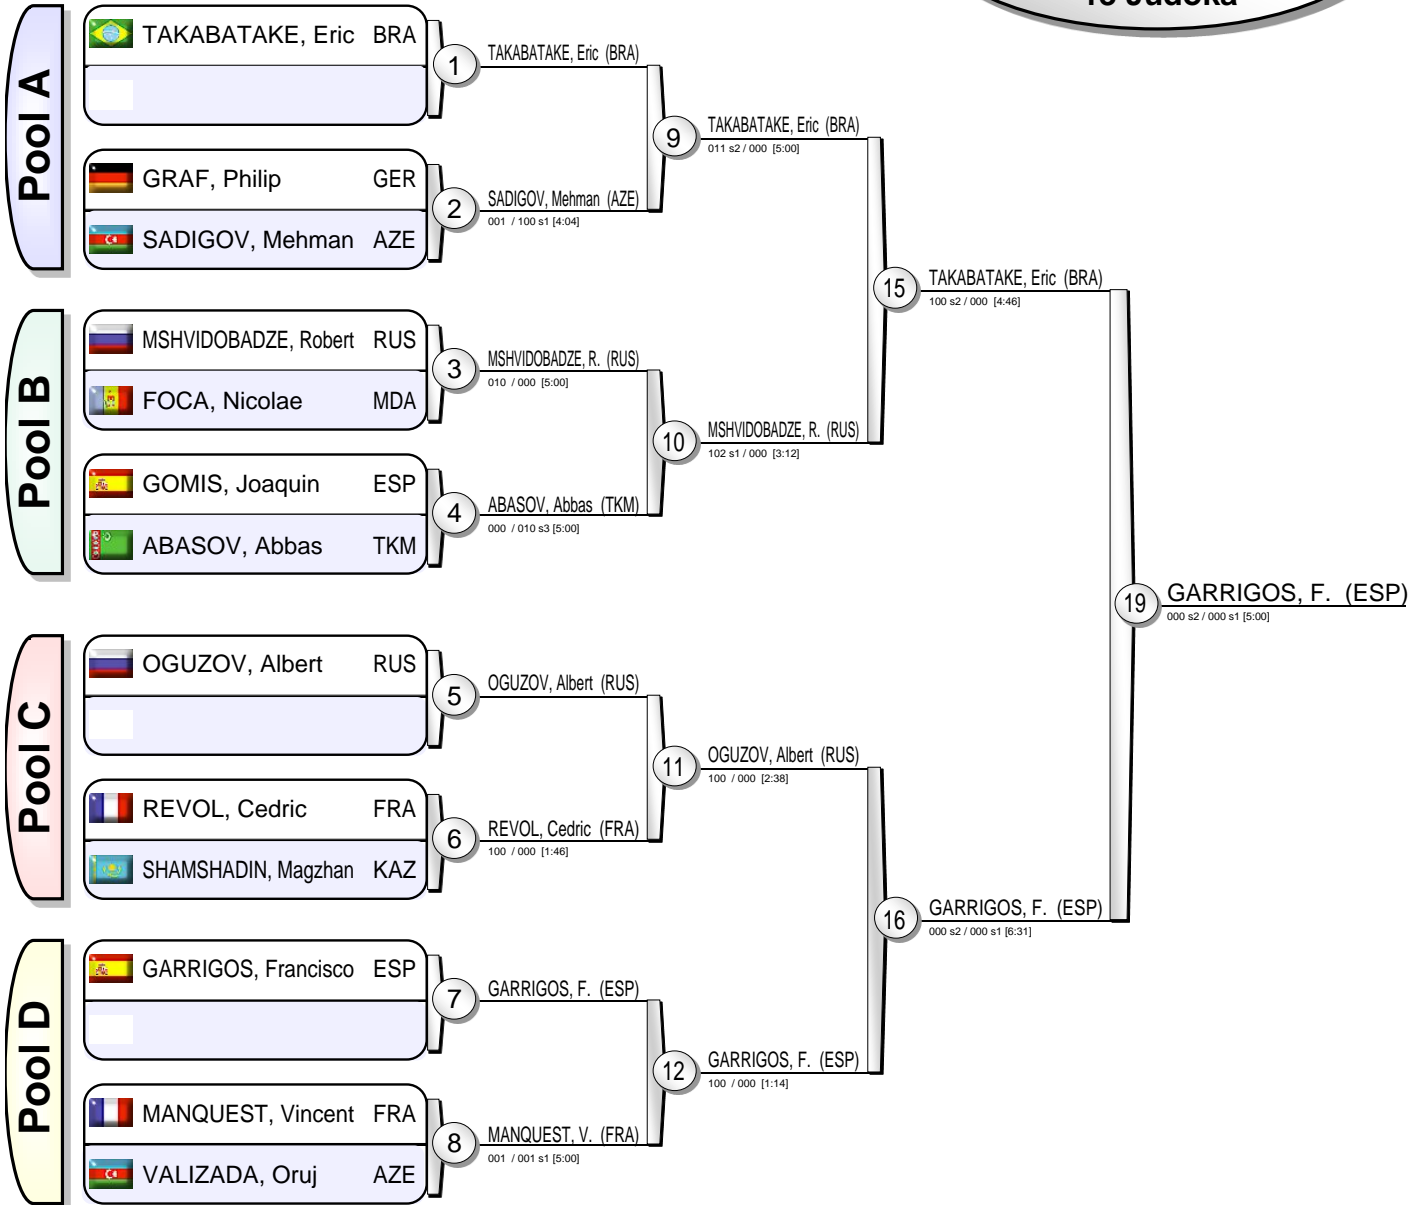 13 Judoka
Pool A
TAKABATAKE, Eric BRA
GRAF, Philip GER
SADIGOV, Mehman AZE
Pool B
MSHVIDOBADZE, Robert RUS
FOCA, Nicolae MDA
GOMIS, Joaquin ESP
ABASOV, Abbas TKM
Pool C
OGUZOV, Albert RUS
REVOL, Cedric FRA
SHAMSHADIN, Magzhan KAZ
Pool D
GARRIGOS, Francisco ESP
MANQUEST, Vincent FRA
VALIZADA, Oruj AZE
1
TAKABATAKE, Eric (BRA)
2
SADIGOV, Mehman (AZE)
001 / 100 s1 [4:04]
3
MSHVIDOBADZE, R. (RUS)
010 / 000 [5:00]
4
ABASOV, Abbas (TKM)
000 / 010 s3 [5:00]
5
OGUZOV, Albert (RUS)
6
REVOL, Cedric (FRA)
100 / 000 [1:46]
7
GARRIGOS, F. (ESP)
8
MANQUEST, V. (FRA)
001 / 001 s1 [5:00]
9
TAKABATAKE, Eric (BRA)
011 s2 / 000 [5:00]
10
MSHVIDOBADZE, R. (RUS)
102 s1 / 000 [3:12]
11
OGUZOV, Albert (RUS)
100 / 000 [2:38]
12
GARRIGOS, F. (ESP)
100 / 000 [1:14]
15
TAKABATAKE, Eric (BRA)
100 s2 / 000 [4:46]
16
GARRIGOS, F. (ESP)
000 s2 / 000 s1 [6:31]
19
GARRIGOS, F. (ESP)
000 s2 / 000 s1 [5:00]